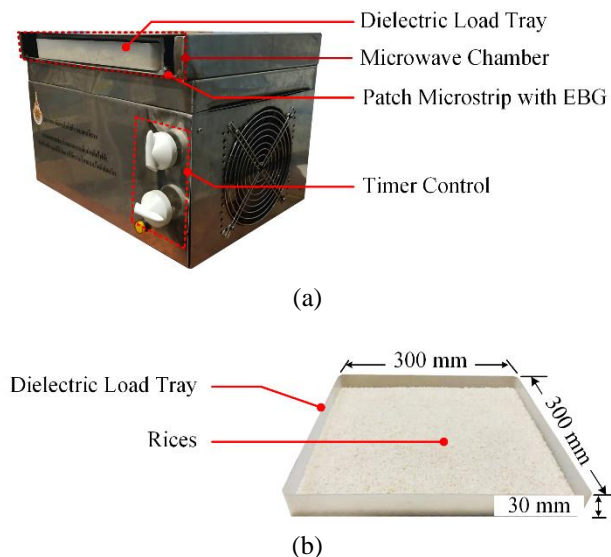 Dielectric Load Tray
Microwave Chamber
Patch Microstrip with EBG
Timer Control
(a)
300 mm
Dielectric Load Tray
300 mm
Rices
30 mm
(b)